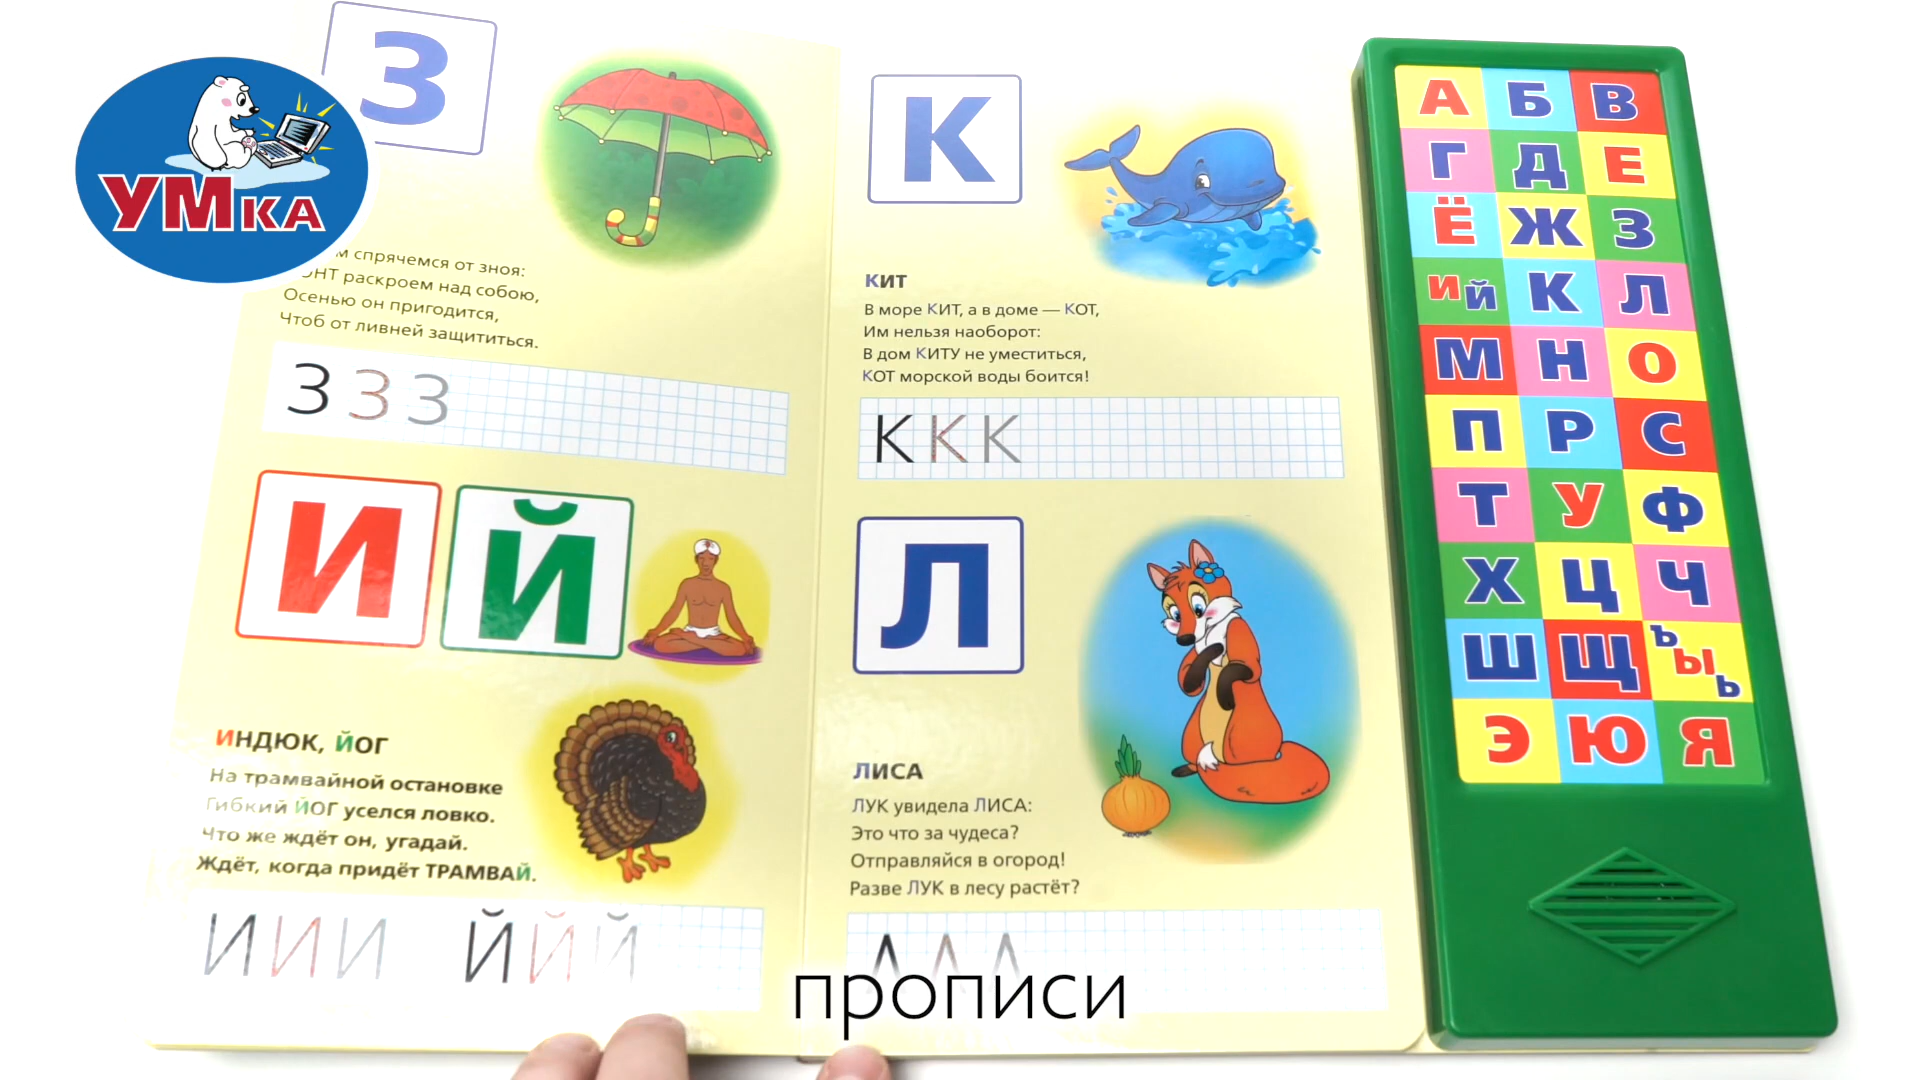 УМКА
З
спрячемся от зноя:
раскроем над собою,
Осенью он пригодится,
Чтоб от ливней защититься.
З З З
И Й
ИНДЮК, ЙОГ
На трамвайной остановке
Гибкий ЙОГ уселся ловко.
Что же ждёт он, угадай.
Ждёт, когда придёт ТРАМВАЙ.
И И И Й Й Й
К
КИТ
В море КИТ, а в доме — КОТ,
Им нельзя наоборот:
В дом КИТУ не уместиться,
КОТ морской воды боится!
К К К
Л
ЛИСА
ЛУК увидела ЛИСА:
Это что за чудеса?
Отправляйся в огород!
Разве ЛУК в лесу растёт?
Л Л Л
прописи
А Б В
Г Д Е
Ё Ж З
И Й К Л
М Н О
П Р С
Т У Ф
Х Ц Ч
Ш Щ Ъ Ы Ь
Э Ю Я